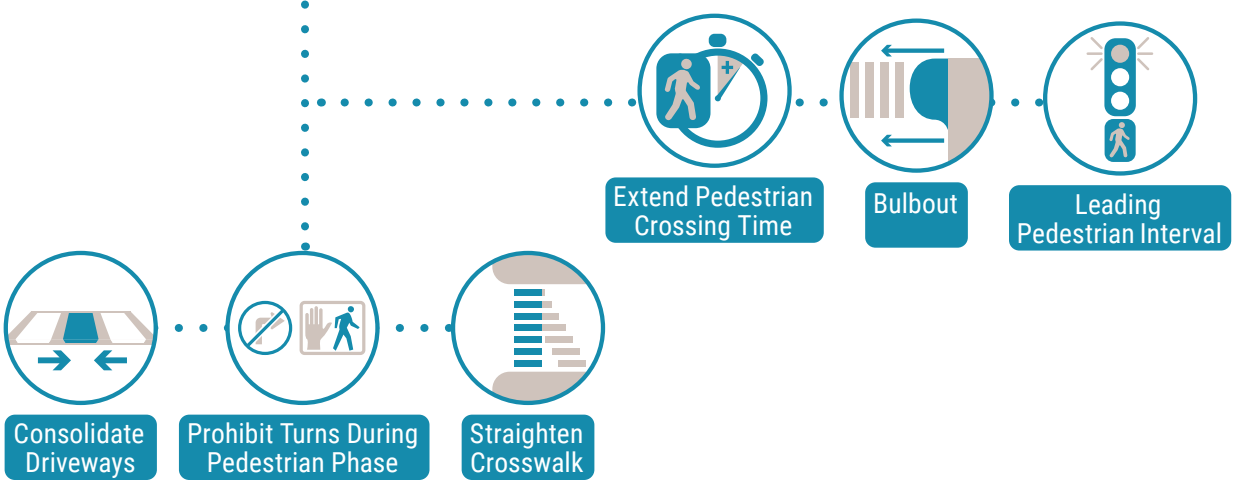 +
Extend Pedestrian
Crossing Time
Bulbout
Leading
Pedestrian Interval
Consolidate
Driveways
Prohibit Turns During
Pedestrian Phase
Straighten
Crosswalk